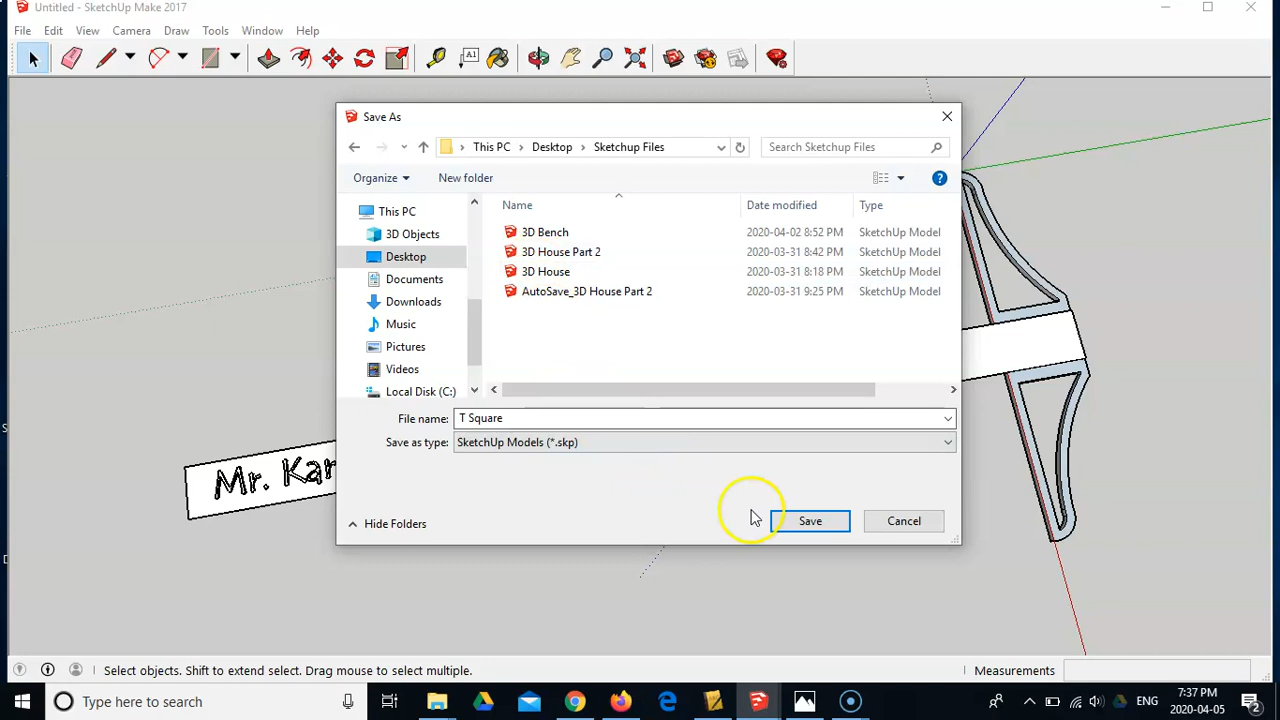 Untitled - SketchUp Make 2017
File Edit View Camera Draw Tools Window Help
A1
Save As
This PC Desktop Sketchup Files
Search Sketchup Files
Organize New folder
Name Date modified Type
This PC
3D Objects
Desktop
Documents
Downloads
Music
Pictures
Videos
Local Disk (C:)
3D Bench 2020-04-02 8:52 PM SketchUp Model
3D House Part 2 2020-03-31 8:42 PM SketchUp Model
3D House 2020-03-31 8:18 PM SketchUp Model
AutoSave_3D House Part 2 2020-03-31 9:25 PM SketchUp Model
File name: T Square
Save as type: SketchUp Models (*.skp)
Hide Folders Save Cancel
Mr. Kar
Select objects. Shift to extend select. Drag mouse to select multiple. Measurements
Type here to search
ENG
7:37 PM
2020-04-05
2